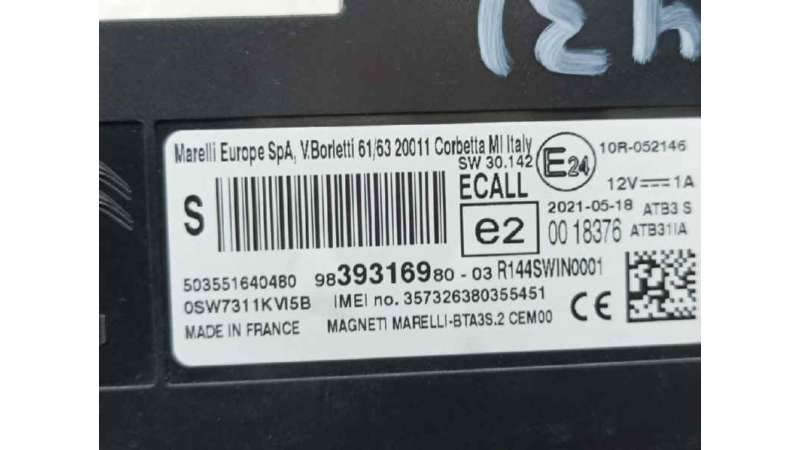 Marelli Europe SpA, V.Borletti 61/63 20011 Corbetta MI Italy
SW 30.142
E24
10R-052146
S
ECALL
12V⎓1A
e2
2021-05-18 ATB3 S
00 18376 ATB31IA
503551640480 9839316980-03 R144SWIN0001
0SW7311KVI5B IMEI no. 357326380355451
CE
MADE IN FRANCE MAGNETI MARELLI-BTA3S.2 CEM00